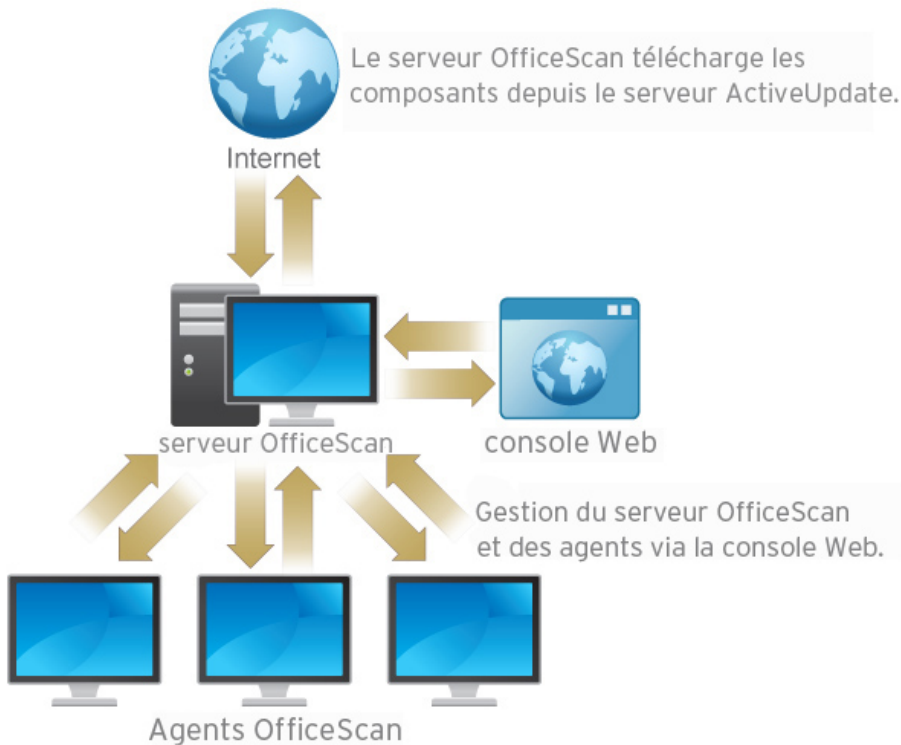 Le serveur OfficeScan télécharge les
composants depuis le serveur ActiveUpdate.
Internet
serveur OfficeScan
console Web
Gestion du serveur OfficeScan
et des agents via la console Web.
Agents OfficeScan